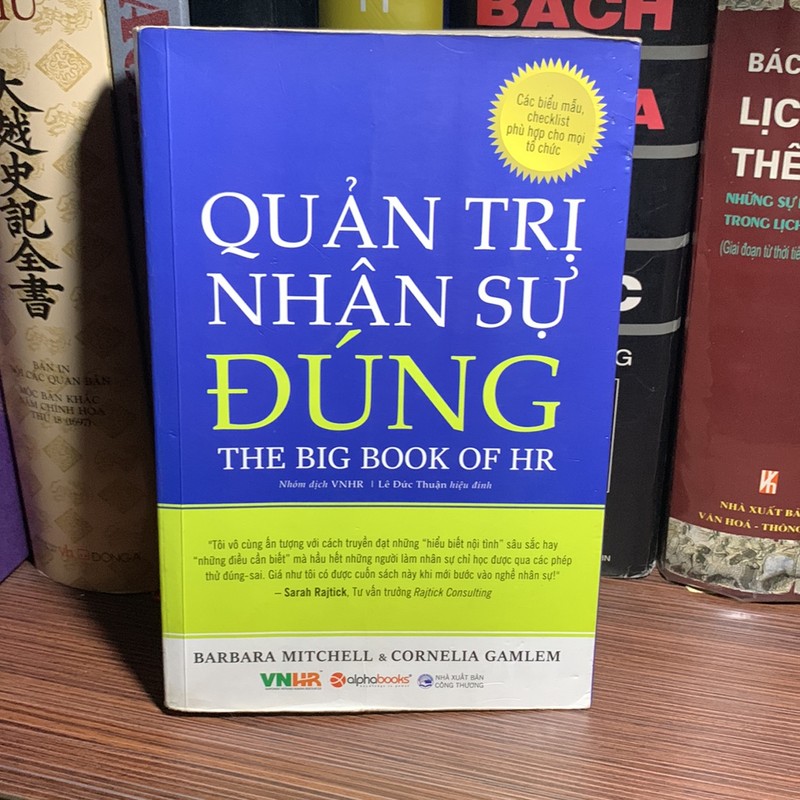 Các biểu mẫu,
checklist
phù hợp cho mọi
tổ chức
QUẢN TRỊ
NHÂN SỰ
ĐÚNG
THE BIG BOOK OF HR
Nhóm dịch VNHR | Lê Đức Thuận hiệu đính
"Tôi vô cùng ấn tượng với cách truyền đạt những "hiểu biết nội tình" sâu sắc hay
"những điều cần biết" mà hầu hết những người làm nhân sự chỉ học được qua các phép
thử đúng-sai. Giá như tôi có được cuốn sách này khi mới bước vào nghề nhân sự!"
– Sarah Rajtick, Tư vấn trưởng Rajtick Consulting
BARBARA MITCHELL & CORNELIA GAMLEM
VNHR
alphabooks
knowledge is power
NHÀ XUẤT BẢN
CÔNG THƯƠNG
大越史記全書
BẢN IN
NỘI CÁC QUAN BẢN
MỘC BẢN KHẮC
NĂM CHÍNH HÒA
THỨ 18 (1697)
ĐÔNG A
BÁCH
A
C
G
BÁC
LỊC
THẾ
NHỮNG SỰ
TRONG LỊCH
(Giai đoạn từ thời tiề
NHÀ XUẤT BẢ
VĂN HOÁ - THÔNG